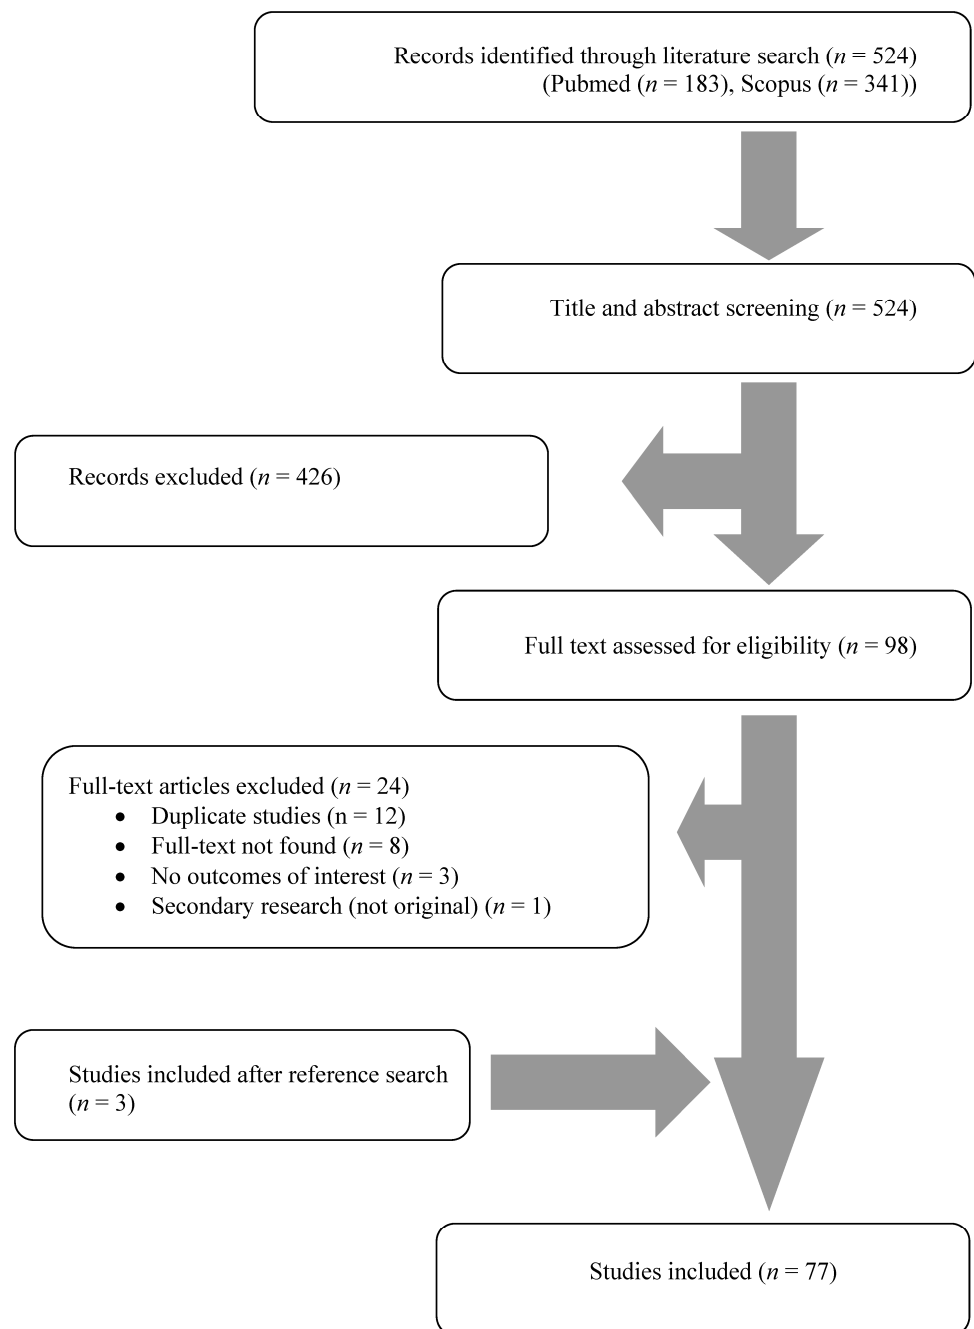 Records identified through literature search (n = 524)
(Pubmed (n = 183), Scopus (n = 341))
Title and abstract screening (n = 524)
Records excluded (n = 426)
Full text assessed for eligibility (n = 98)
Full-text articles excluded (n = 24)
• Duplicate studies (n = 12)
• Full-text not found (n = 8)
• No outcomes of interest (n = 3)
• Secondary research (not original) (n = 1)
Studies included after reference search
(n = 3)
Studies included (n = 77)